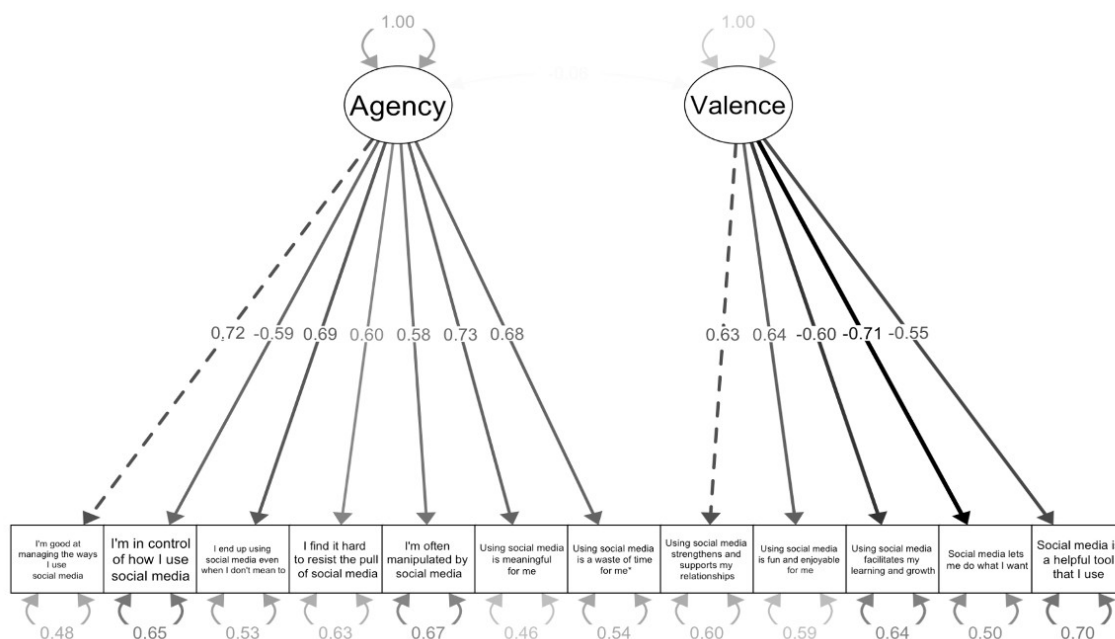 1.00
1.00
-0.08
Agency
Valence
0.72 -0.59 0.69 0.60 0.58 0.73 0.68
0.63 0.64 -0.60 -0.71 -0.55
I'm good at
managing the ways
I use
social media
I'm in control
of how I use
social media
I end up using
social media even
when I don't mean to
I find it hard
to resist the pull
of social media
I'm often
manipulated by
social media
Using social media
is meaningful
for me
Using social media
is a waste of time
for me*
Using social media
strengthens and
supports my
relationships
Using social media
is fun and enjoyable
for me
Using social media
facilitates my
learning and growth
Social media lets
me do what I want
Social media is
a helpful tool
that I use
0.48 0.65 0.53 0.63 0.67 0.46 0.54 0.60 0.59 0.64 0.50 0.70